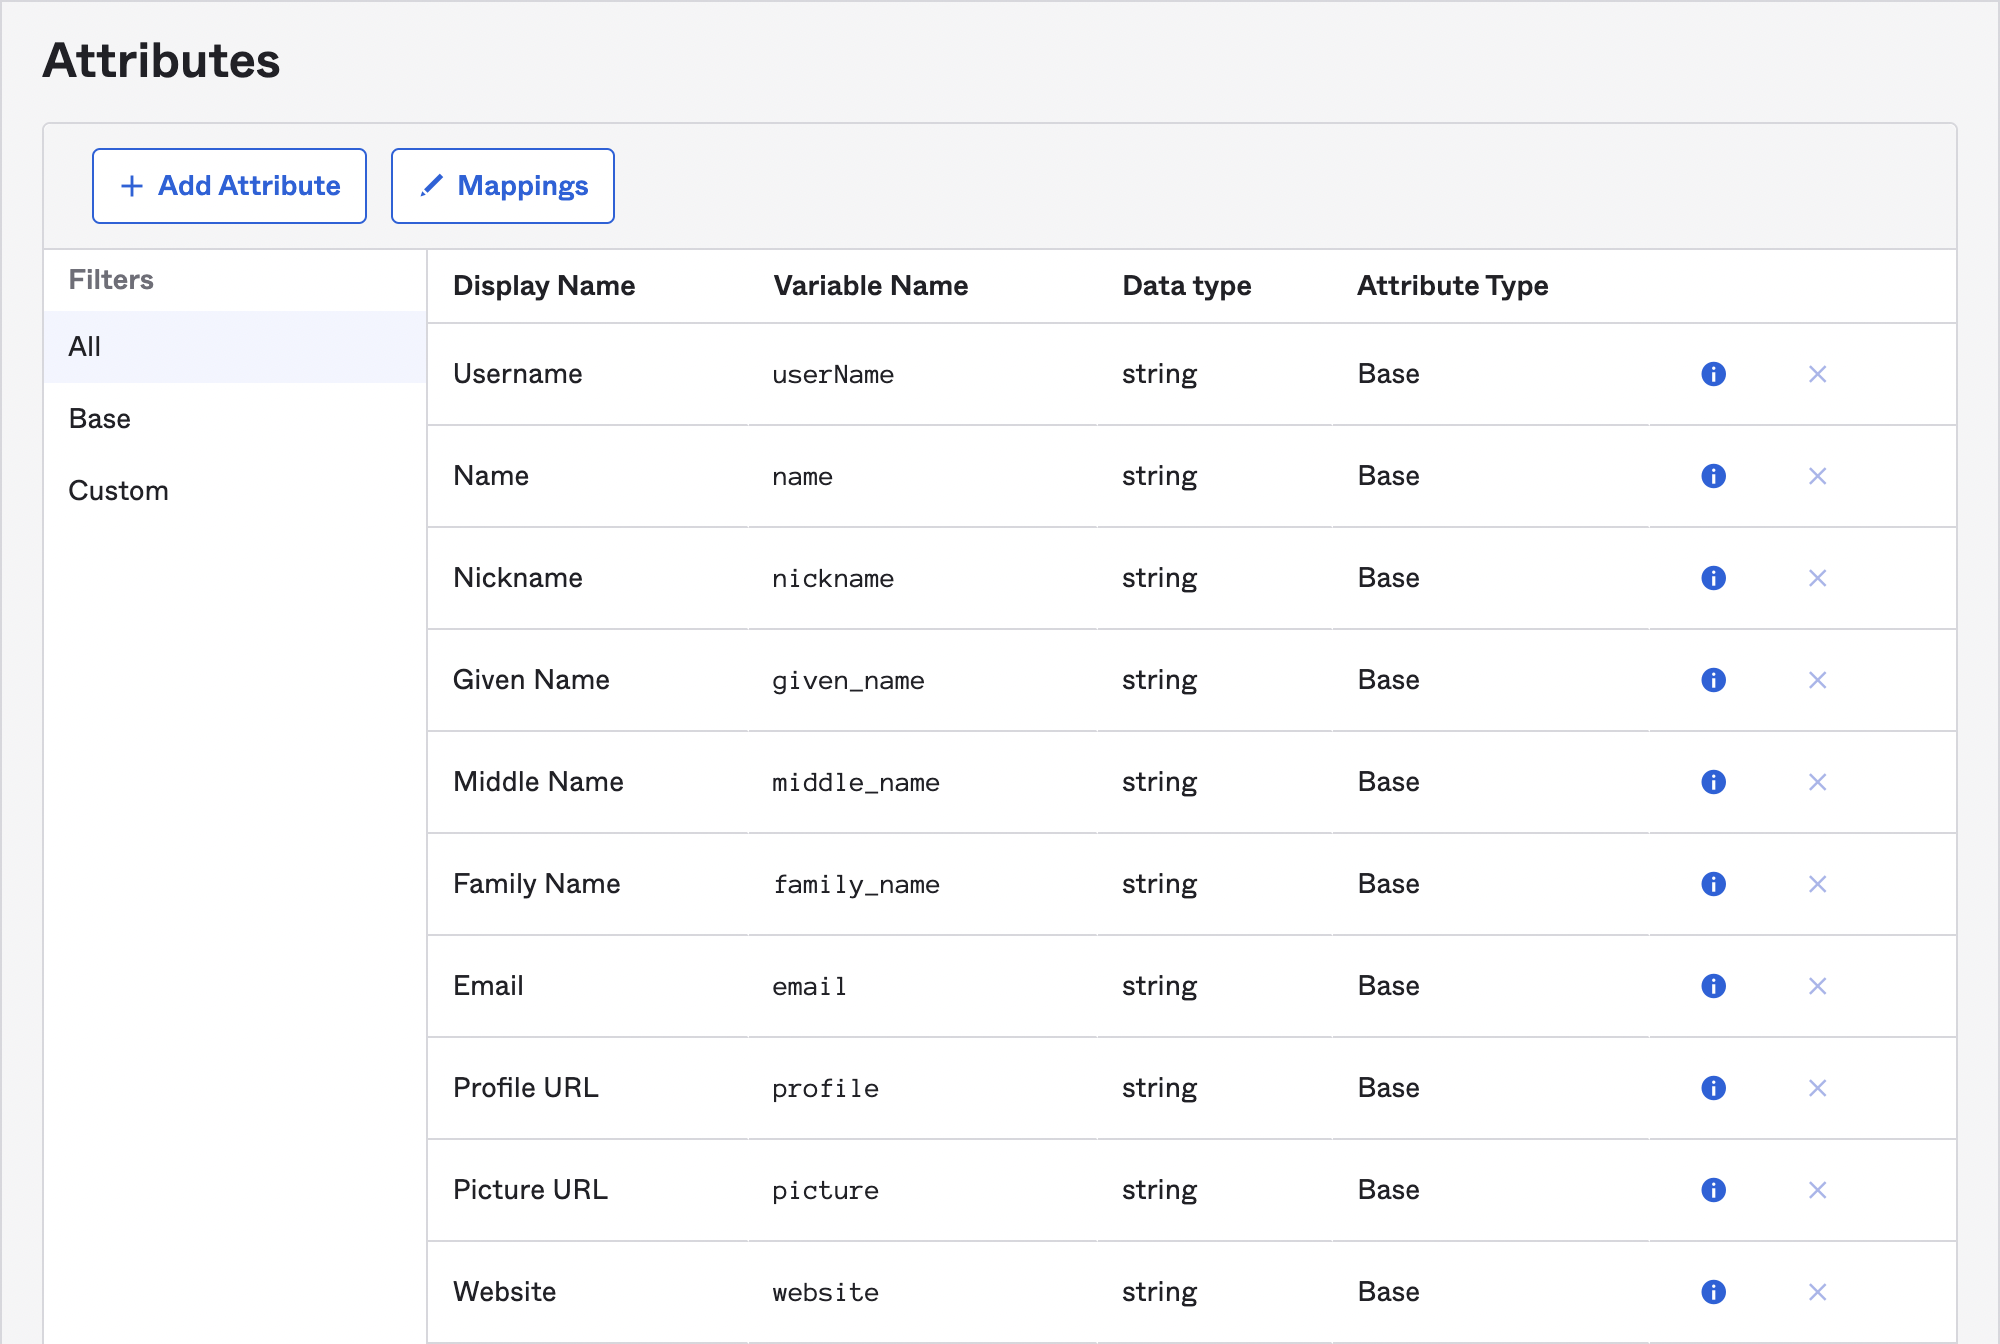 Attributes
Add Attribute Mappings
Filters
All
Base
Custom
Display Name Variable Name Data type Attribute Type
Username userName string Base
Name name string Base
Nickname nickname string Base
Given Name given_name string Base
Middle Name middle_name string Base
Family Name family_name string Base
Email email string Base
Profile URL profile string Base
Picture URL picture string Base
Website website string Base